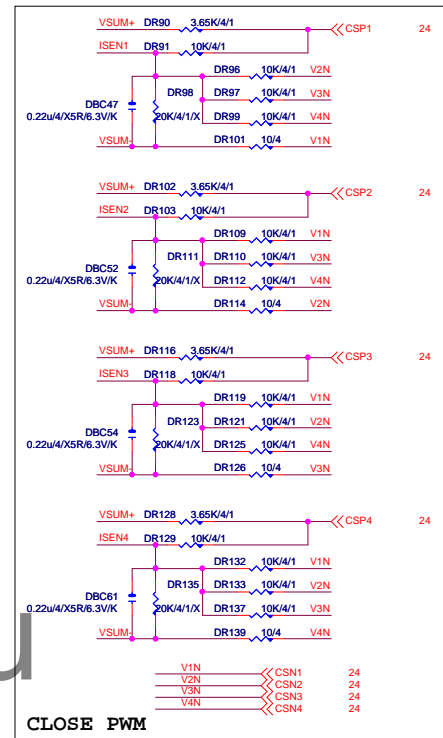 VSUM+ DR90 3.65K/4/1 CSP1 24
ISEN1 DR91 10K/4/1
DR96 10K/4/1 V2N
DBC47 DR98 DR97 10K/4/1 V3N
0.22u/4/X5R/6.3V/K 20K/4/1/X DR99 10K/4/1 V4N
VSUM- DR101 10/4 V1N
VSUM+ DR102 3.65K/4/1 CSP2 24
ISEN2 DR103 10K/4/1
DR109 10K/4/1 V1N
DBC52 DR111 DR110 10K/4/1 V3N
0.22u/4/X5R/6.3V/K 20K/4/1/X DR112 10K/4/1 V4N
VSUM- DR114 10/4 V2N
VSUM+ DR116 3.65K/4/1 CSP3 24
ISEN3 DR118 10K/4/1
DR119 10K/4/1 V1N
DBC54 DR123 DR121 10K/4/1 V2N
0.22u/4/X5R/6.3V/K 20K/4/1/X DR125 10K/4/1 V4N
VSUM- DR126 10/4 V3N
VSUM+ DR128 3.65K/4/1 CSP4 24
ISEN4 DR129 10K/4/1
DR132 10K/4/1 V1N
DBC61 DR135 DR133 10K/4/1 V2N
0.22u/4/X5R/6.3V/K 20K/4/1/X DR137 10K/4/1 V3N
VSUM- DR139 10/4 V4N
V1N CSN1 24
V2N CSN2 24
V3N CSN3 24
V4N CSN4 24
CLOSE PWM